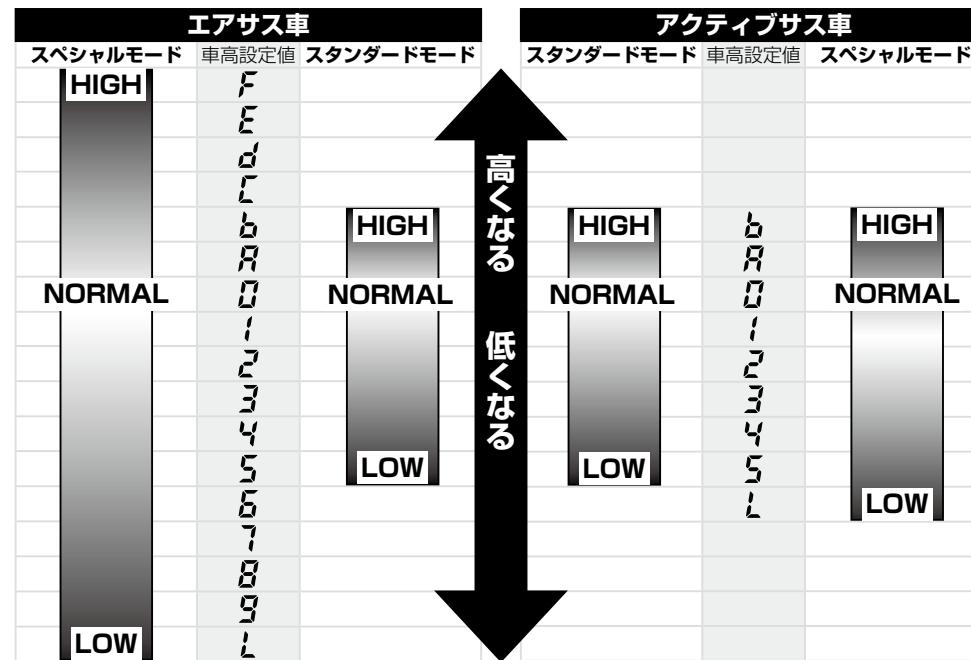 エアサス車
スペシャルモード 車高設定値 スタンダードモード
HIGH F
E
d
C
b HIGH
A
NORMAL 0 NORMAL
1
2
3
4
5 LOW
6
7
8
9
LOW L
高くなる 低くなる
アクティブサス車
スタンダードモード 車高設定値 スペシャルモード
HIGH b HIGH
A
NORMAL 0 NORMAL
1
2
3
4
LOW 5
L LOW